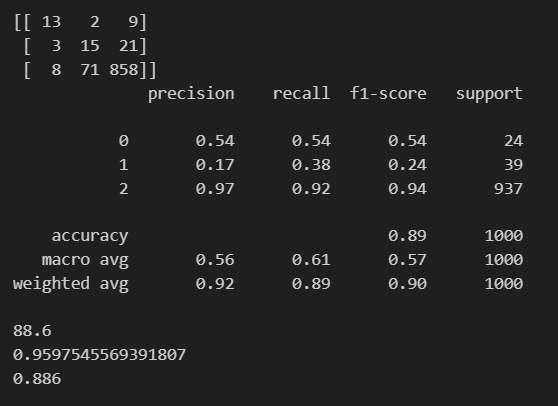 [[ 13   2   9]
 [  3  15  21]
 [  8  71 858]]
              precision    recall  f1-score   support

           0       0.54      0.54      0.54        24
           1       0.17      0.38      0.24        39
           2       0.97      0.92      0.94       937

    accuracy                           0.89      1000
   macro avg       0.56      0.61      0.57      1000
weighted avg       0.92      0.89      0.90      1000

88.6
0.9597545569391807
0.886